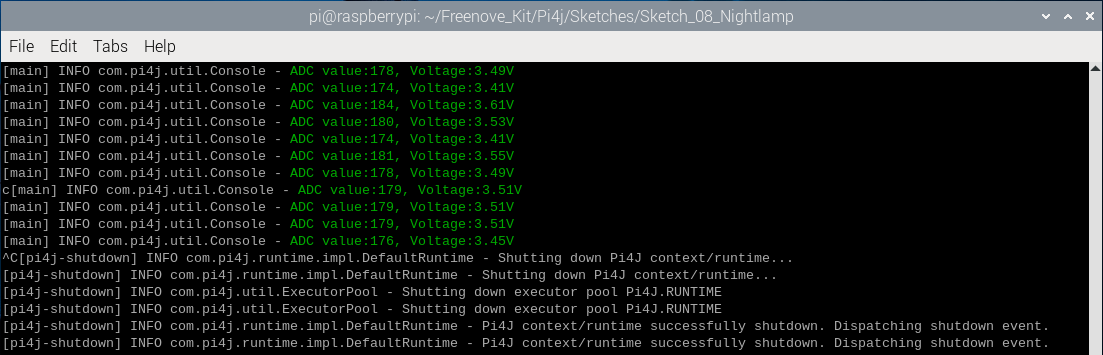 pi@raspberrypi: ~/Freenove_Kit/Pi4j/Sketches/Sketch_08_Nightlamp
File Edit Tabs Help
[main] INFO com.pi4j.util.Console - ADC value:178, Voltage:3.49V
[main] INFO com.pi4j.util.Console - ADC value:174, Voltage:3.41V
[main] INFO com.pi4j.util.Console - ADC value:184, Voltage:3.61V
[main] INFO com.pi4j.util.Console - ADC value:180, Voltage:3.53V
[main] INFO com.pi4j.util.Console - ADC value:174, Voltage:3.41V
[main] INFO com.pi4j.util.Console - ADC value:181, Voltage:3.55V
[main] INFO com.pi4j.util.Console - ADC value:178, Voltage:3.49V
c[main] INFO com.pi4j.util.Console - ADC value:179, Voltage:3.51V
[main] INFO com.pi4j.util.Console - ADC value:179, Voltage:3.51V
[main] INFO com.pi4j.util.Console - ADC value:179, Voltage:3.51V
[main] INFO com.pi4j.util.Console - ADC value:176, Voltage:3.45V
^C[pi4j-shutdown] INFO com.pi4j.runtime.impl.DefaultRuntime - Shutting down Pi4J context/runtime...
[pi4j-shutdown] INFO com.pi4j.runtime.impl.DefaultRuntime - Shutting down Pi4J context/runtime...
[pi4j-shutdown] INFO com.pi4j.util.ExecutorPool - Shutting down executor pool Pi4J.RUNTIME
[pi4j-shutdown] INFO com.pi4j.util.ExecutorPool - Shutting down executor pool Pi4J.RUNTIME
[pi4j-shutdown] INFO com.pi4j.runtime.impl.DefaultRuntime - Pi4J context/runtime successfully shutdown. Dispatching shutdown event.
[pi4j-shutdown] INFO com.pi4j.runtime.impl.DefaultRuntime - Pi4J context/runtime successfully shutdown. Dispatching shutdown event.